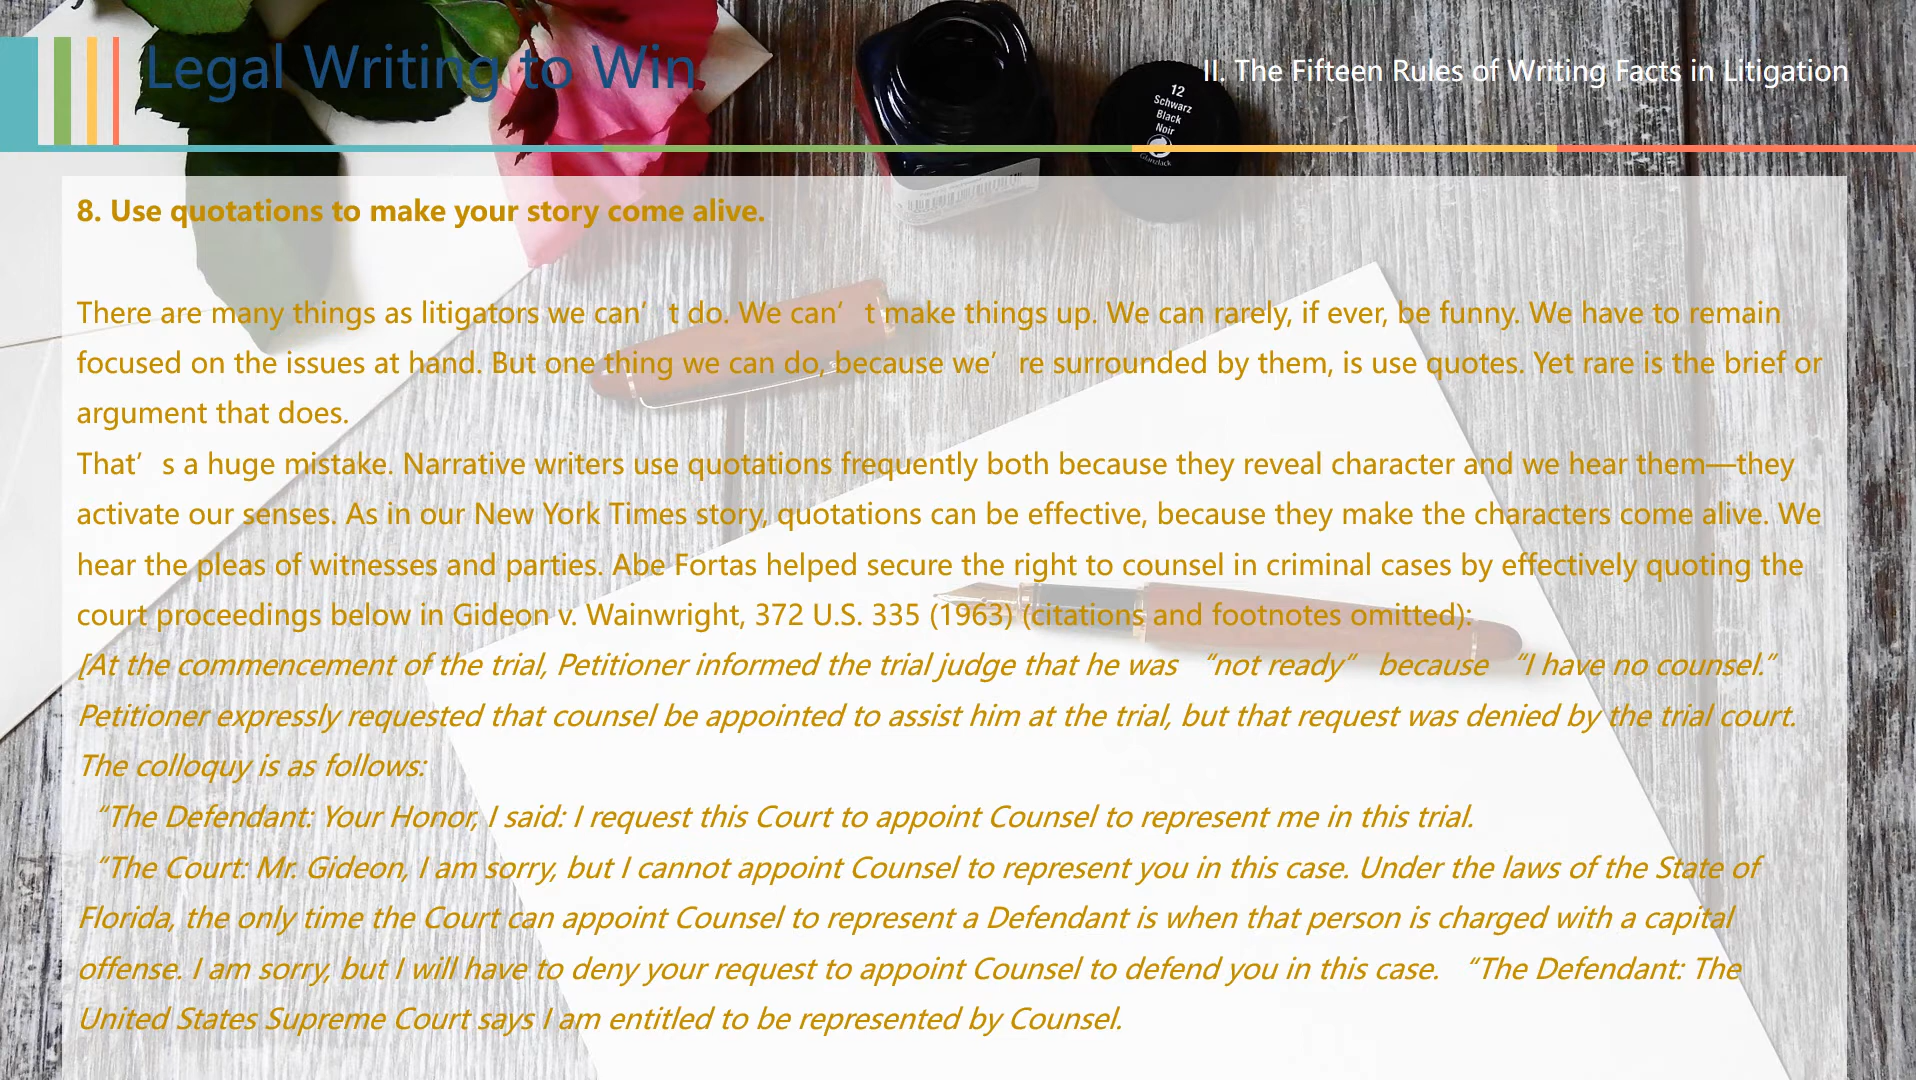 Legal Writing to Win
II. The Fifteen Rules of Writing Facts in Litigation
12
Schwarz
Black
Noir
8. Use quotations to make your story come alive.
There are many things as litigators we can’t do. We can’t make things up. We can rarely, if ever, be funny. We have to remain
focused on the issues at hand. But one thing we can do, because we’re surrounded by them, is use quotes. Yet rare is the brief or
argument that does.
That’s a huge mistake. Narrative writers use quotations frequently both because they reveal character and we hear them—they
activate our senses. As in our New York Times story, quotations can be effective, because they make the characters come alive. We
hear the pleas of witnesses and parties. Abe Fortas helped secure the right to counsel in criminal cases by effectively quoting the
court proceedings below in Gideon v. Wainwright, 372 U.S. 335 (1963) (citations and footnotes omitted):
[At the commencement of the trial, Petitioner informed the trial judge that he was “not ready” because “I have no counsel.”
Petitioner expressly requested that counsel be appointed to assist him at the trial, but that request was denied by the trial court.
The colloquy is as follows:
“The Defendant: Your Honor, I said: I request this Court to appoint Counsel to represent me in this trial.
“The Court: Mr. Gideon, I am sorry, but I cannot appoint Counsel to represent you in this case. Under the laws of the State of
Florida, the only time the Court can appoint Counsel to represent a Defendant is when that person is charged with a capital
offense. I am sorry, but I will have to deny your request to appoint Counsel to defend you in this case. “The Defendant: The
United States Supreme Court says I am entitled to be represented by Counsel.